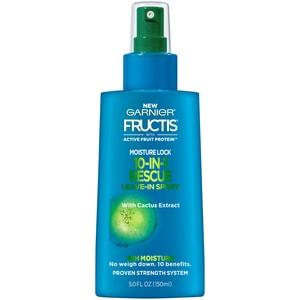 NEW
GARNIER
FRUCTIS
WITH
ACTIVE FRUIT PROTEIN™
MOISTURE LOCK
10-IN-1
RESCUE
LEAVE-IN SPRAY
With Cactus Extract
MOISTURE
No weigh down. 10 benefits.
PROVEN STRENGTH SYSTEM
5.0 FL OZ (150ml)